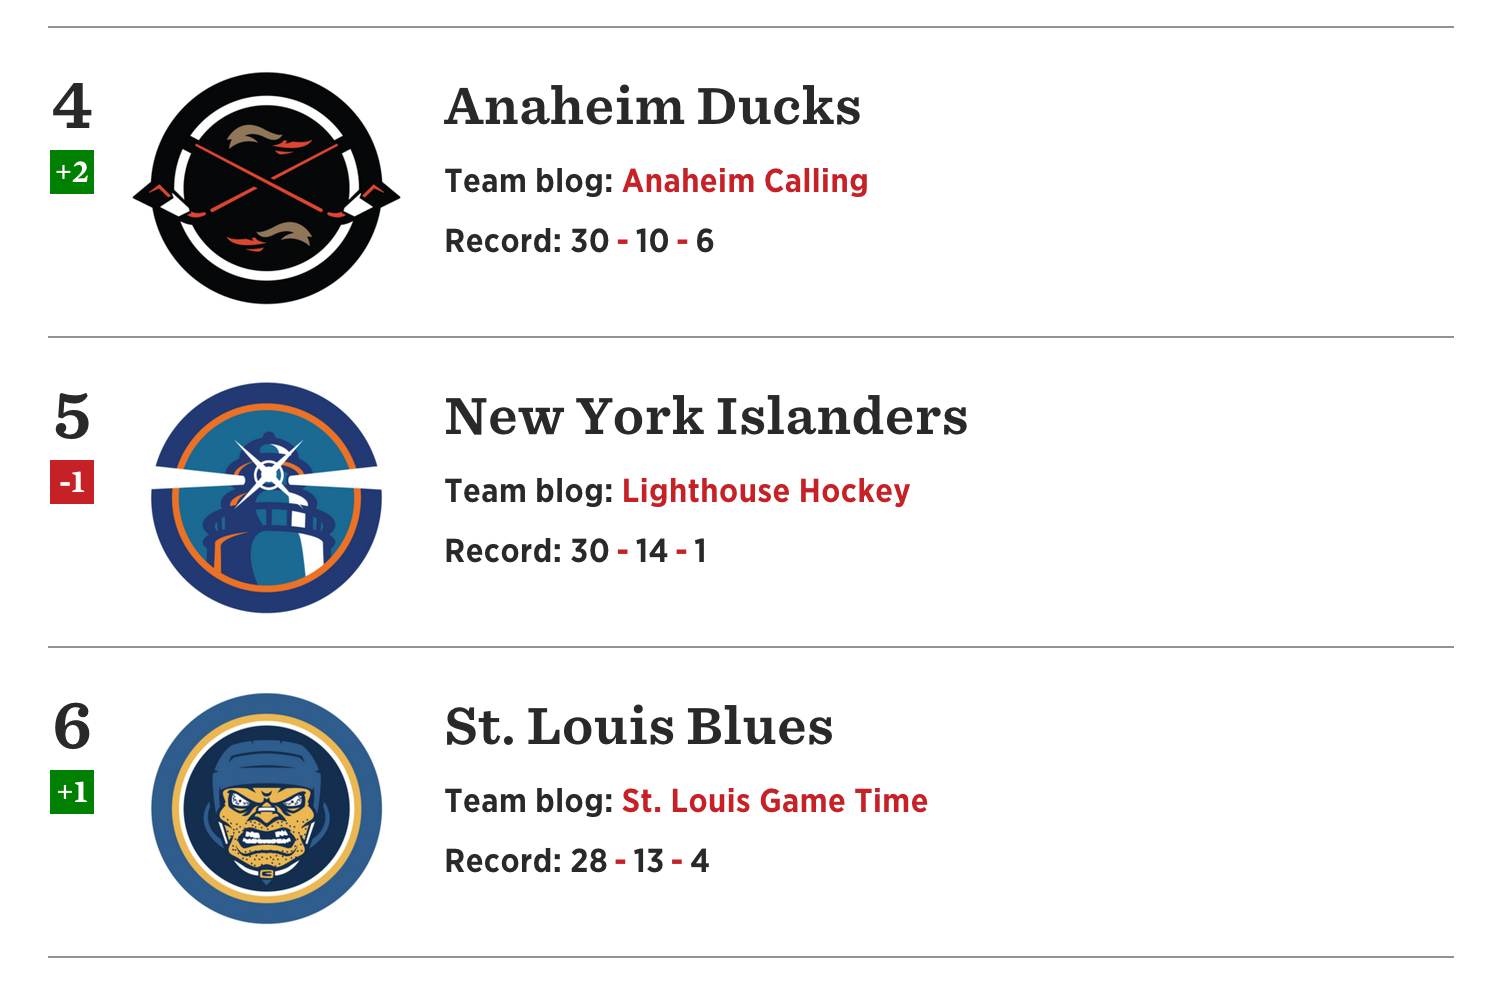 4
+2
Anaheim Ducks
Team blog: Anaheim Calling
Record: 30 - 10 - 6
5
-1
New York Islanders
Team blog: Lighthouse Hockey
Record: 30 - 14 - 1
6
+1
St. Louis Blues
Team blog: St. Louis Game Time
Record: 28 - 13 - 4